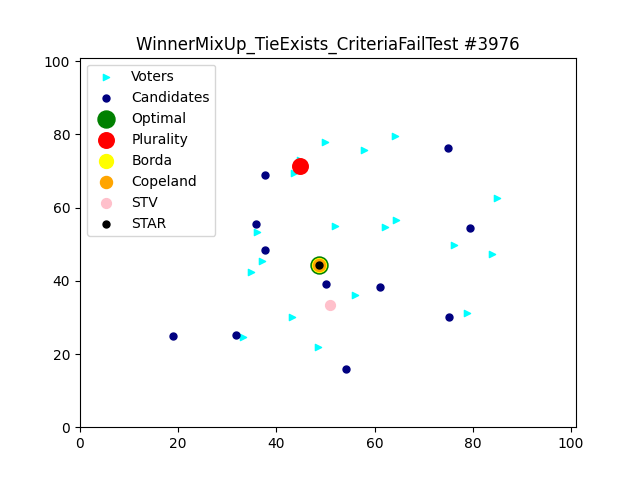 WinnerMixUp_TieExists_CriteriaFailTest #3976
100
80
60
40
20
0
Voters
Candidates
Optimal
Plurality
Borda
Copeland
STV
STAR
0 20 40 60 80 100